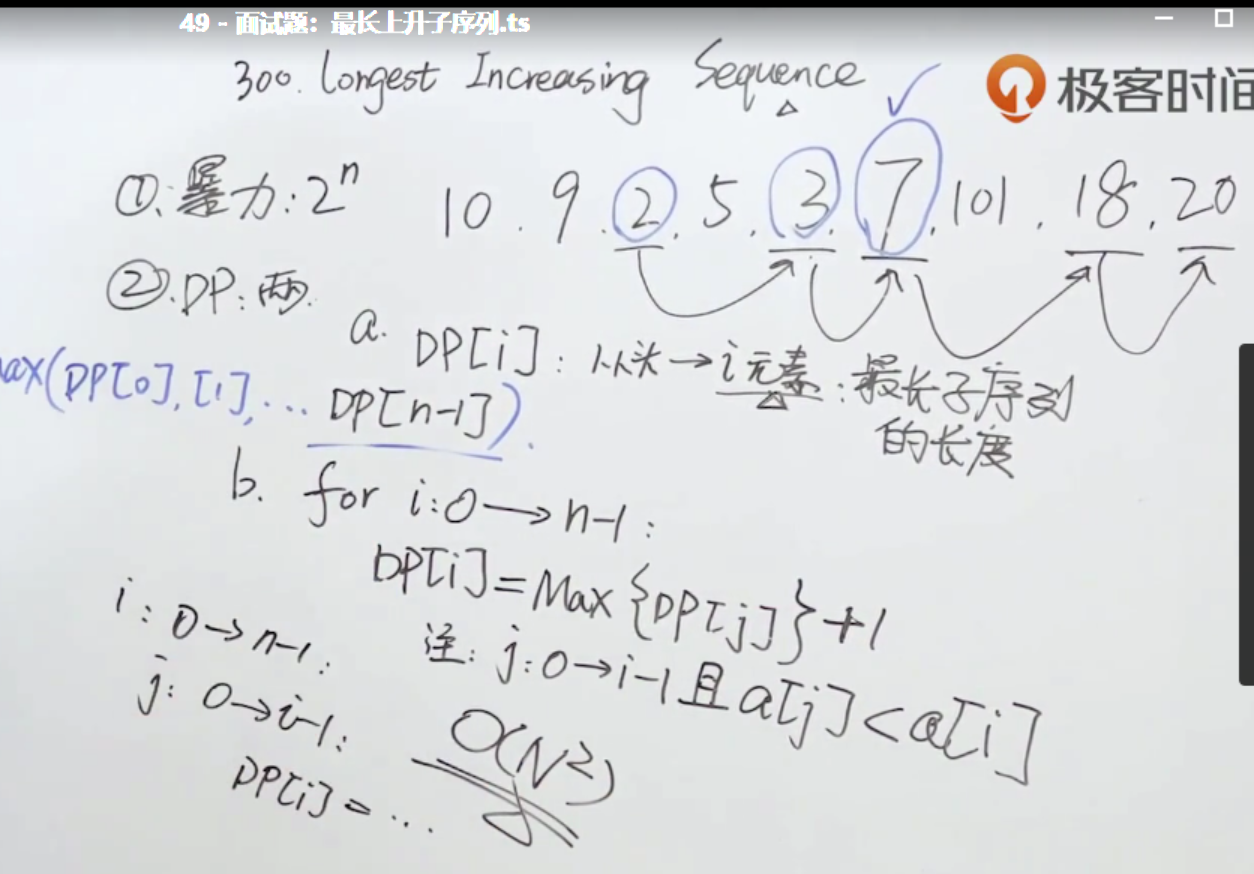 49 - 面试题：最长上升子序列.ts
300. Longest Increasing Sequence
极客时间
①: 暴力: 2^n
10 . 9 . 2 . 5 . 3 . 7 . 101 . 18 . 20
②. DP: 两.
a. DP[i] : 从头→i元素 : 最长子序列
的长度
max(DP[0], [1], ... DP[n-1]).
b. for i:0→n-1:
DP[i]=Max{DP[j]}+1
注: j:0→i-1且a[j]<a[i]
i: 0→n-1:
j: 0→i-1:
DP[i]=...
O(N²)